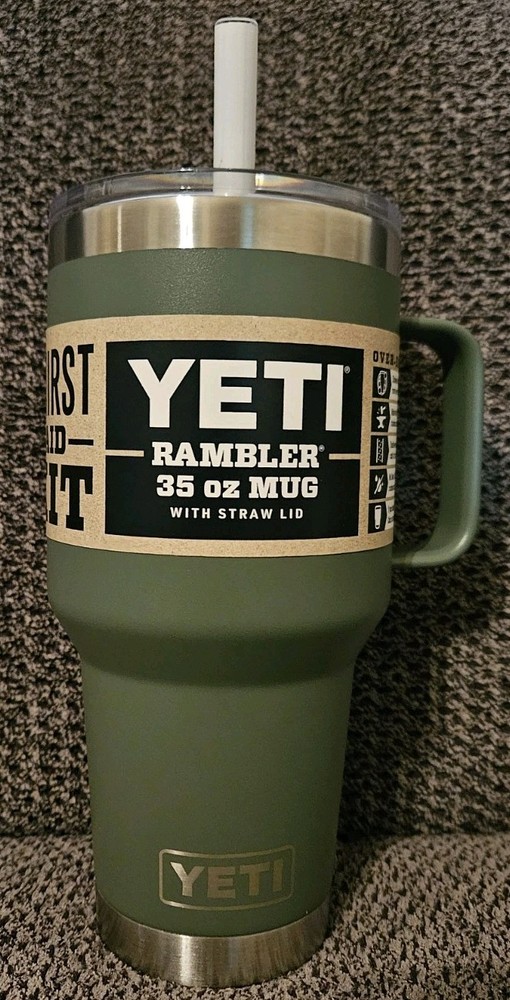 YETI®
RAMBLER®
35 oz MUG
WITH STRAW LID
YETI